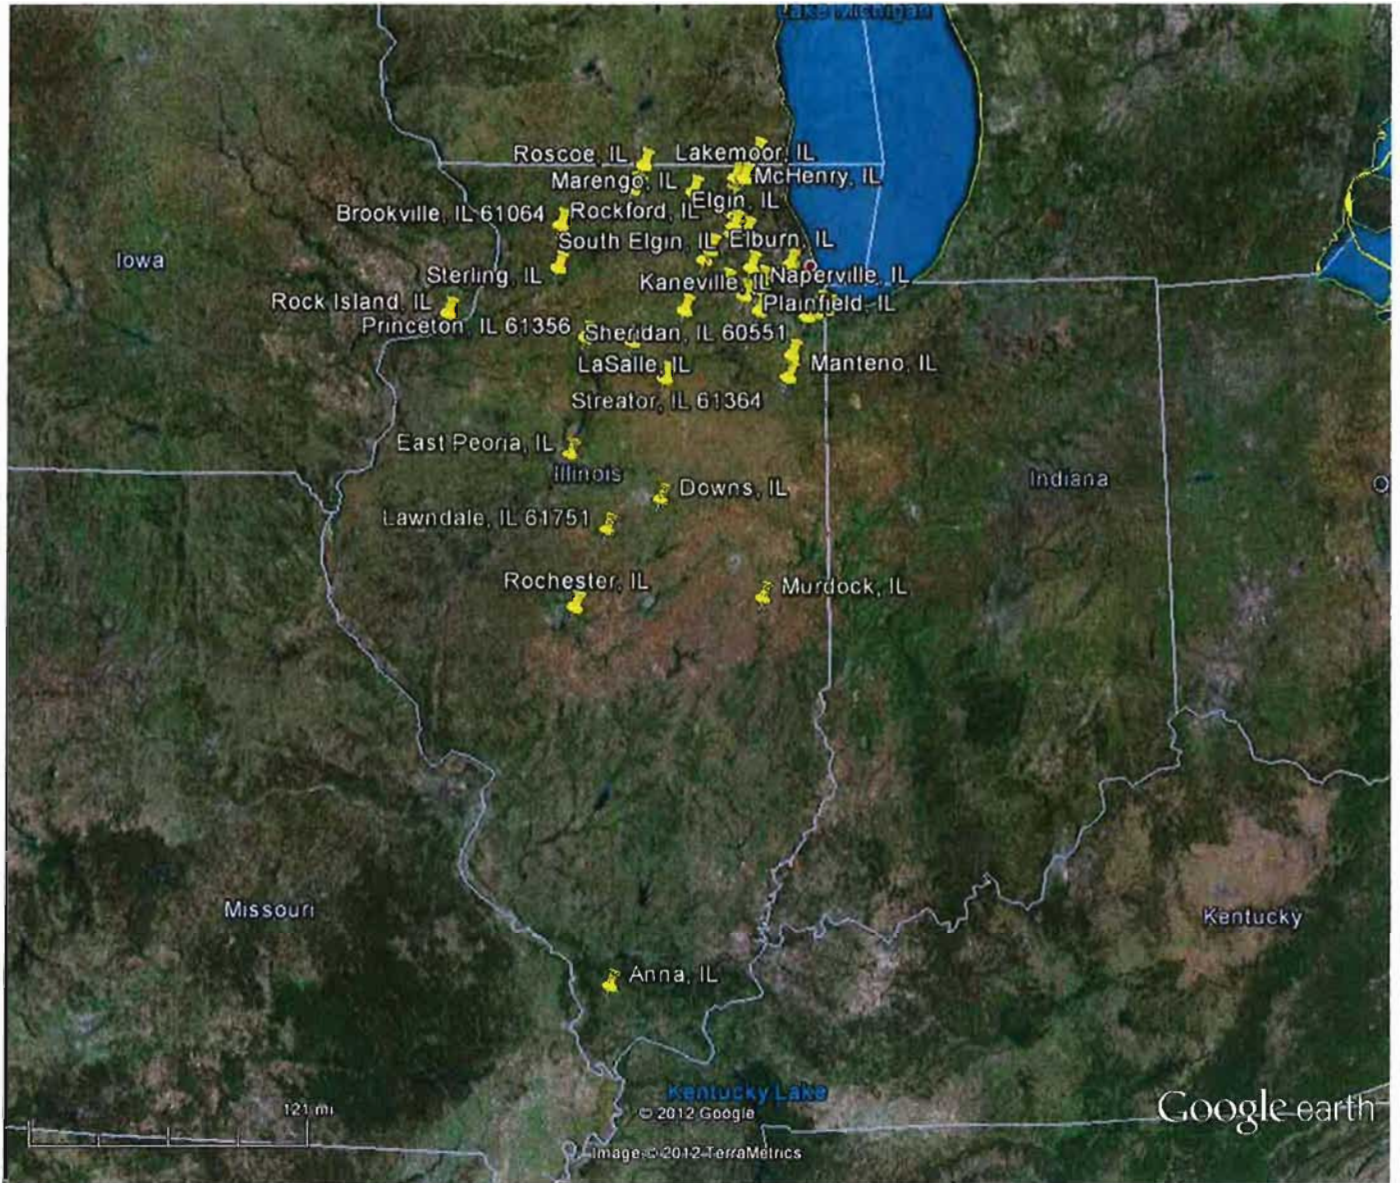 Lake Michigan
Roscoe, IL
Lakemoor, IL
Marengo, IL
McHenry, IL
Elgin, IL
Brookville, IL 61064
Rockford, IL
South Elgin, IL
Elburn, IL
Iowa
Sterling, IL
Kaneville, IL
Naperville, IL
Rock Island, IL
Plainfield, IL
Princeton, IL 61356
Sheridan, IL 60551
LaSalle, IL
Manteno, IL
Streator, IL 61364
East Peoria, IL
Illinois
Indiana
Downs, IL
Lawndale, IL 61751
Rochester, IL
Murdock, IL
Missouri
Kentucky
Anna, IL
Kentucky Lake
121 mi
© 2012 Google
Google earth
Image © 2012 TerraMetrics